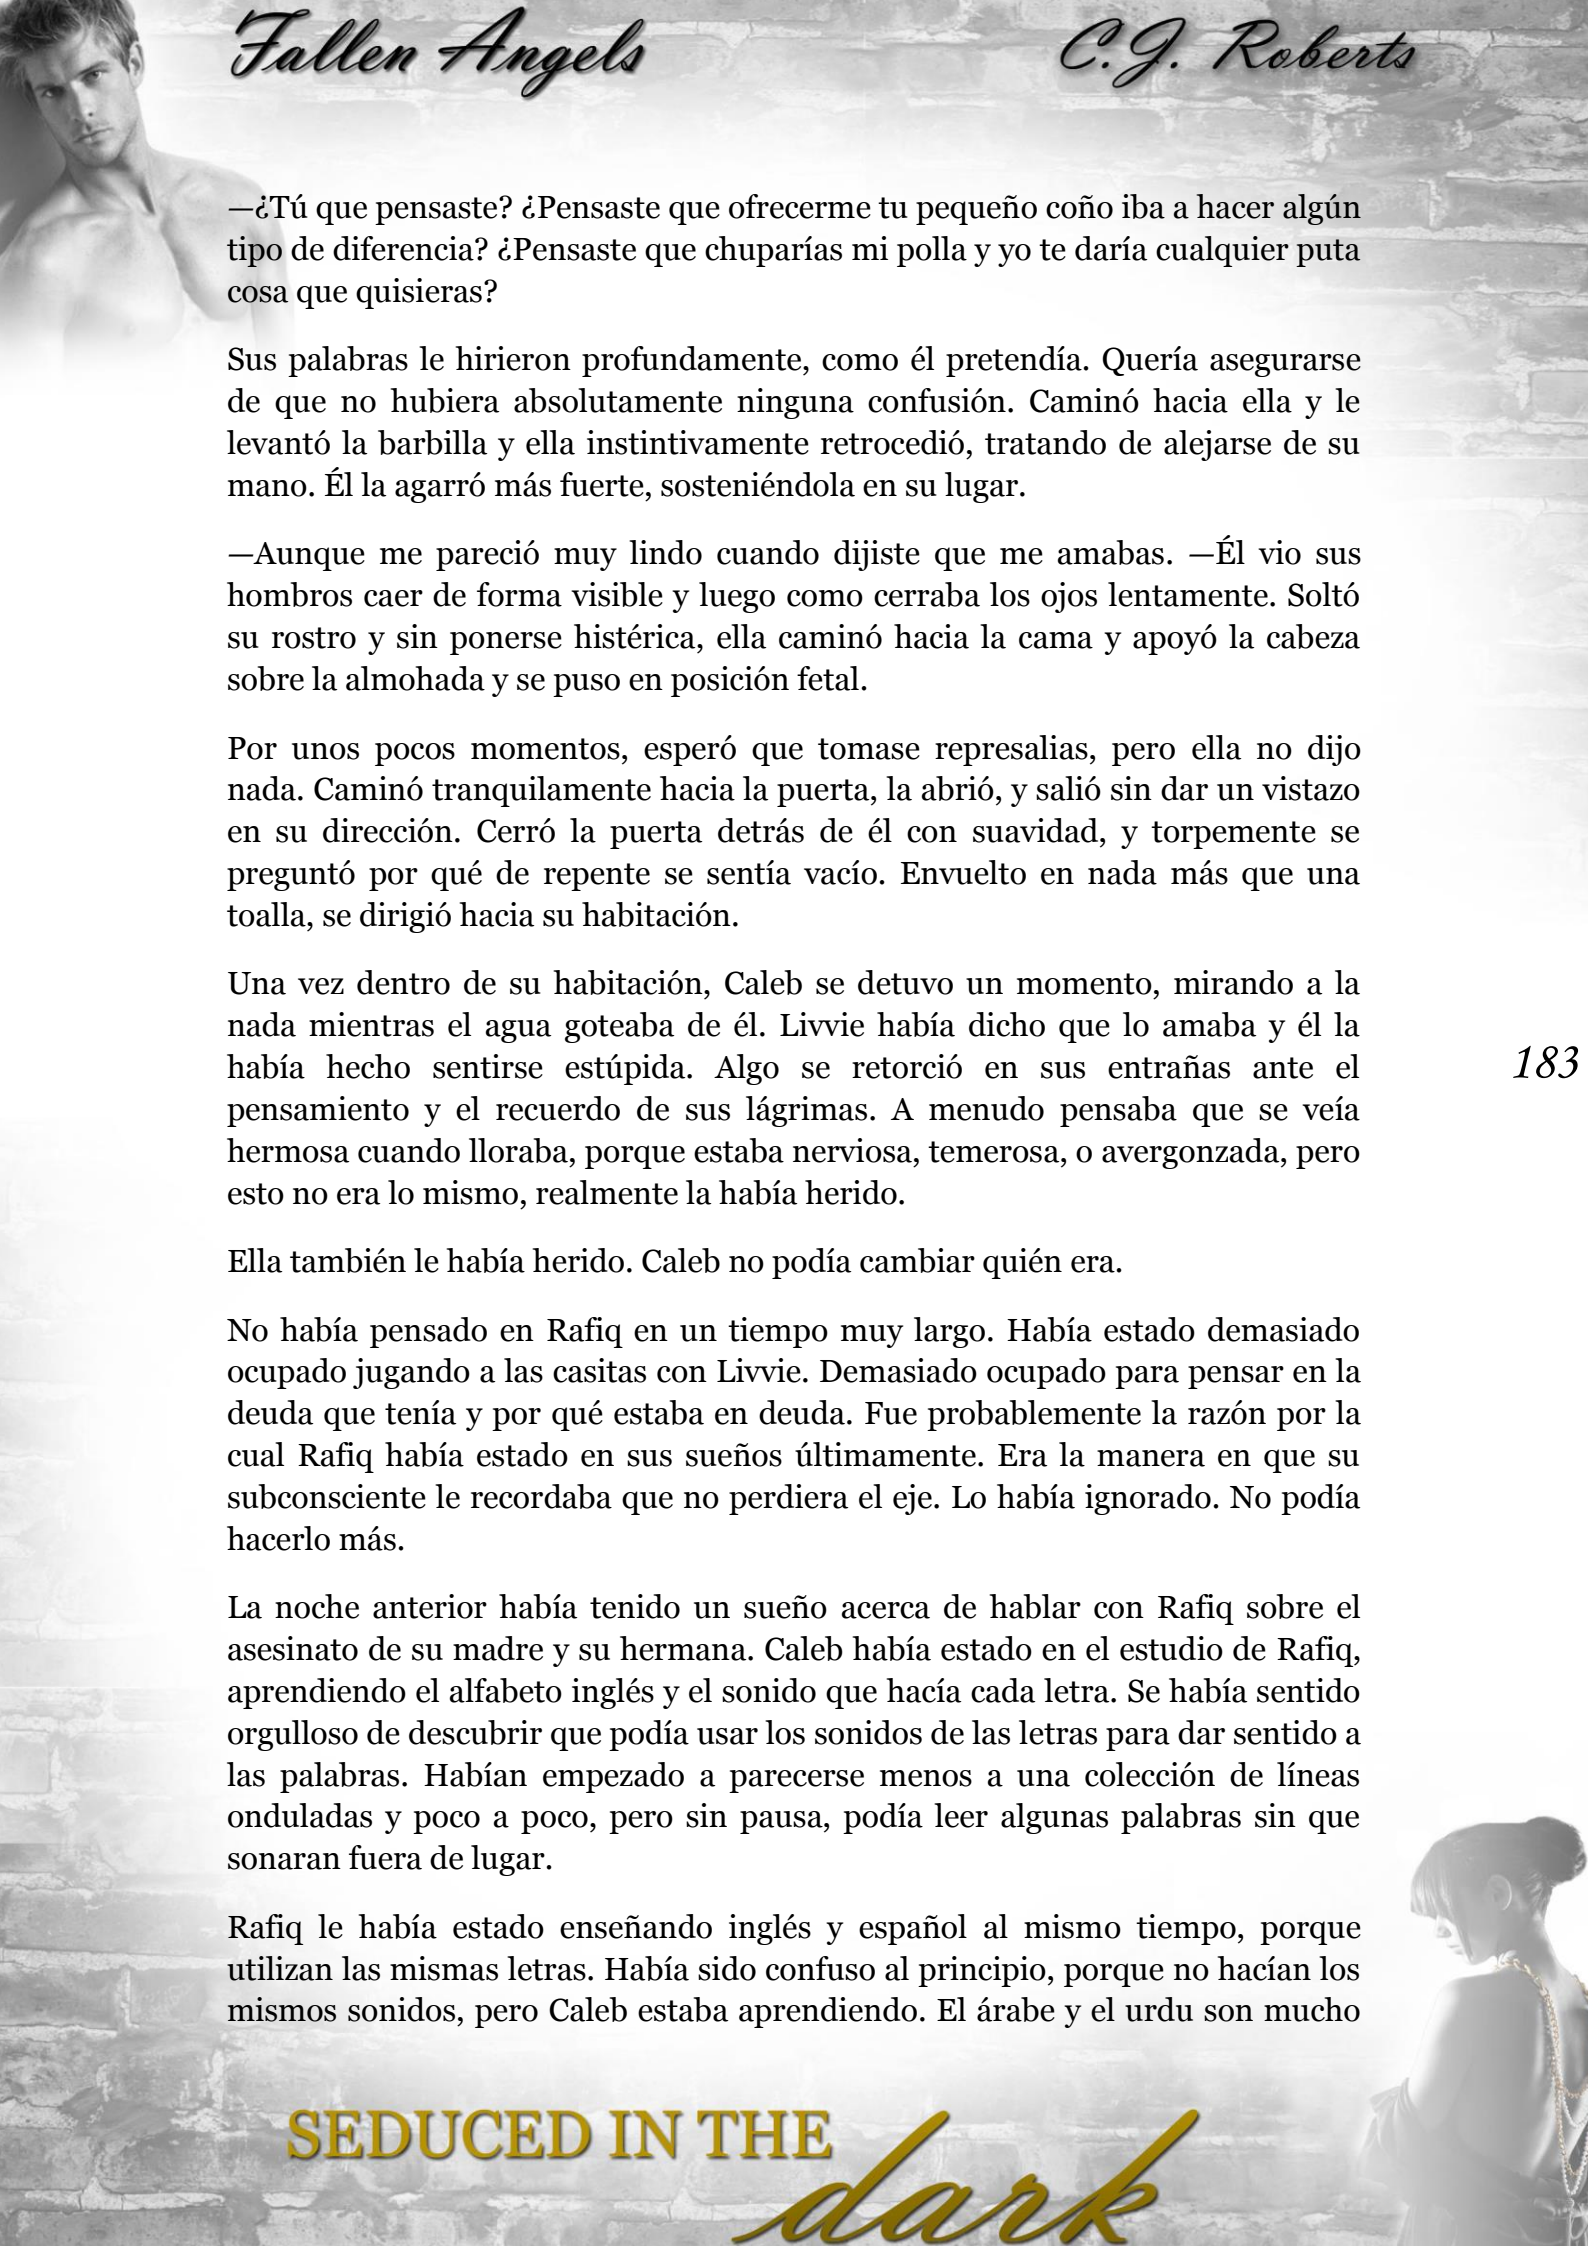 Fallen Angels
C.J. Roberts
—¿Tú que pensaste? ¿Pensaste que ofrecerme tu pequeño coño iba a hacer algún
tipo de diferencia? ¿Pensaste que chuparías mi polla y yo te daría cualquier puta
cosa que quisieras?
Sus palabras le hirieron profundamente, como él pretendía. Quería asegurarse
de que no hubiera absolutamente ninguna confusión. Caminó hacia ella y le
levantó la barbilla y ella instintivamente retrocedió, tratando de alejarse de su
mano. Él la agarró más fuerte, sosteniéndola en su lugar.
—Aunque me pareció muy lindo cuando dijiste que me amabas. —Él vio sus
hombros caer de forma visible y luego como cerraba los ojos lentamente. Soltó
su rostro y sin ponerse histérica, ella caminó hacia la cama y apoyó la cabeza
sobre la almohada y se puso en posición fetal.
Por unos pocos momentos, esperó que tomase represalias, pero ella no dijo
nada. Caminó tranquilamente hacia la puerta, la abrió, y salió sin dar un vistazo
en su dirección. Cerró la puerta detrás de él con suavidad, y torpemente se
preguntó por qué de repente se sentía vacío. Envuelto en nada más que una
toalla, se dirigió hacia su habitación.
Una vez dentro de su habitación, Caleb se detuvo un momento, mirando a la
nada mientras el agua goteaba de él. Livvie había dicho que lo amaba y él la
había hecho sentirse estúpida. Algo se retorció en sus entrañas ante el
pensamiento y el recuerdo de sus lágrimas. A menudo pensaba que se veía
hermosa cuando lloraba, porque estaba nerviosa, temerosa, o avergonzada, pero
esto no era lo mismo, realmente la había herido.
183
Ella también le había herido. Caleb no podía cambiar quién era.
No había pensado en Rafiq en un tiempo muy largo. Había estado demasiado
ocupado jugando a las casitas con Livvie. Demasiado ocupado para pensar en la
deuda que tenía y por qué estaba en deuda. Fue probablemente la razón por la
cual Rafiq había estado en sus sueños últimamente. Era la manera en que su
subconsciente le recordaba que no perdiera el eje. Lo había ignorado. No podía
hacerlo más.
La noche anterior había tenido un sueño acerca de hablar con Rafiq sobre el
asesinato de su madre y su hermana. Caleb había estado en el estudio de Rafiq,
aprendiendo el alfabeto inglés y el sonido que hacía cada letra. Se había sentido
orgulloso de descubrir que podía usar los sonidos de las letras para dar sentido a
las palabras. Habían empezado a parecerse menos a una colección de líneas
onduladas y poco a poco, pero sin pausa, podía leer algunas palabras sin que
sonaran fuera de lugar.
Rafiq le había estado enseñando inglés y español al mismo tiempo, porque
utilizan las mismas letras. Había sido confuso al principio, porque no hacían los
mismos sonidos, pero Caleb estaba aprendiendo. El árabe y el urdu son mucho
SEDUCED IN THE
dark